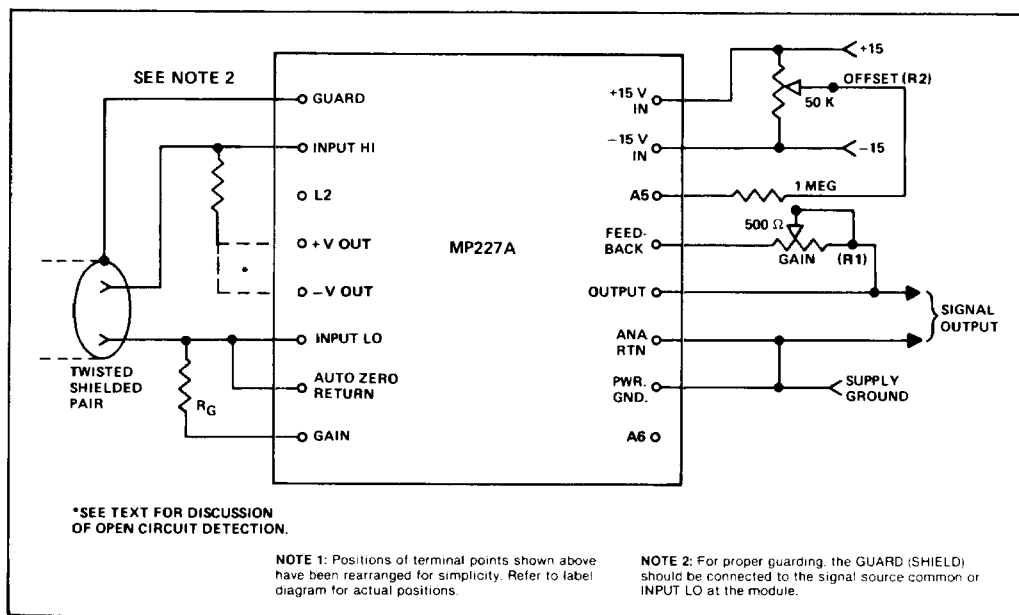 SEE NOTE 2
GUARD
INPUT HI
L2
+V OUT
*
−V OUT
INPUT LO
AUTO ZERO
RETURN
GAIN
TWISTED
SHIELDED
PAIR
RG
MP227A
+15 V
IN
−15 V
IN
A5
FEED-
BACK
OUTPUT
ANA
RTN
PWR.
GND.
A6
+15
OFFSET (R2)
50 K
−15
1 MEG
500 Ω
GAIN
(R1)
SIGNAL
OUTPUT
SUPPLY
GROUND
*SEE TEXT FOR DISCUSSION
OF OPEN CIRCUIT DETECTION.
NOTE 1: Positions of terminal points shown above
have been rearranged for simplicity. Refer to label
diagram for actual positions.
NOTE 2: For proper guarding, the GUARD (SHIELD)
should be connected to the signal source common or
INPUT LO at the module.